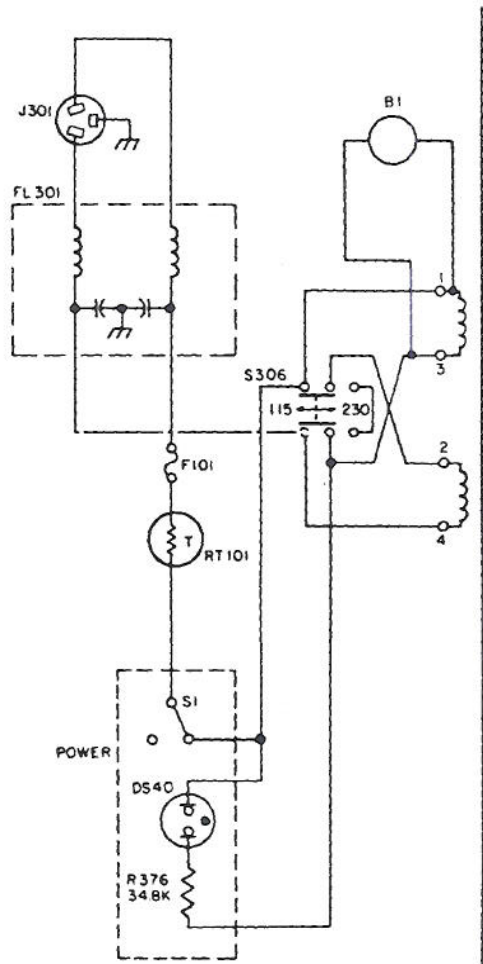 J301
B1
FL301
1
3
S306
115
230
F101
2
T
RT101
4
S1
POWER
DS40
R376
34.8K